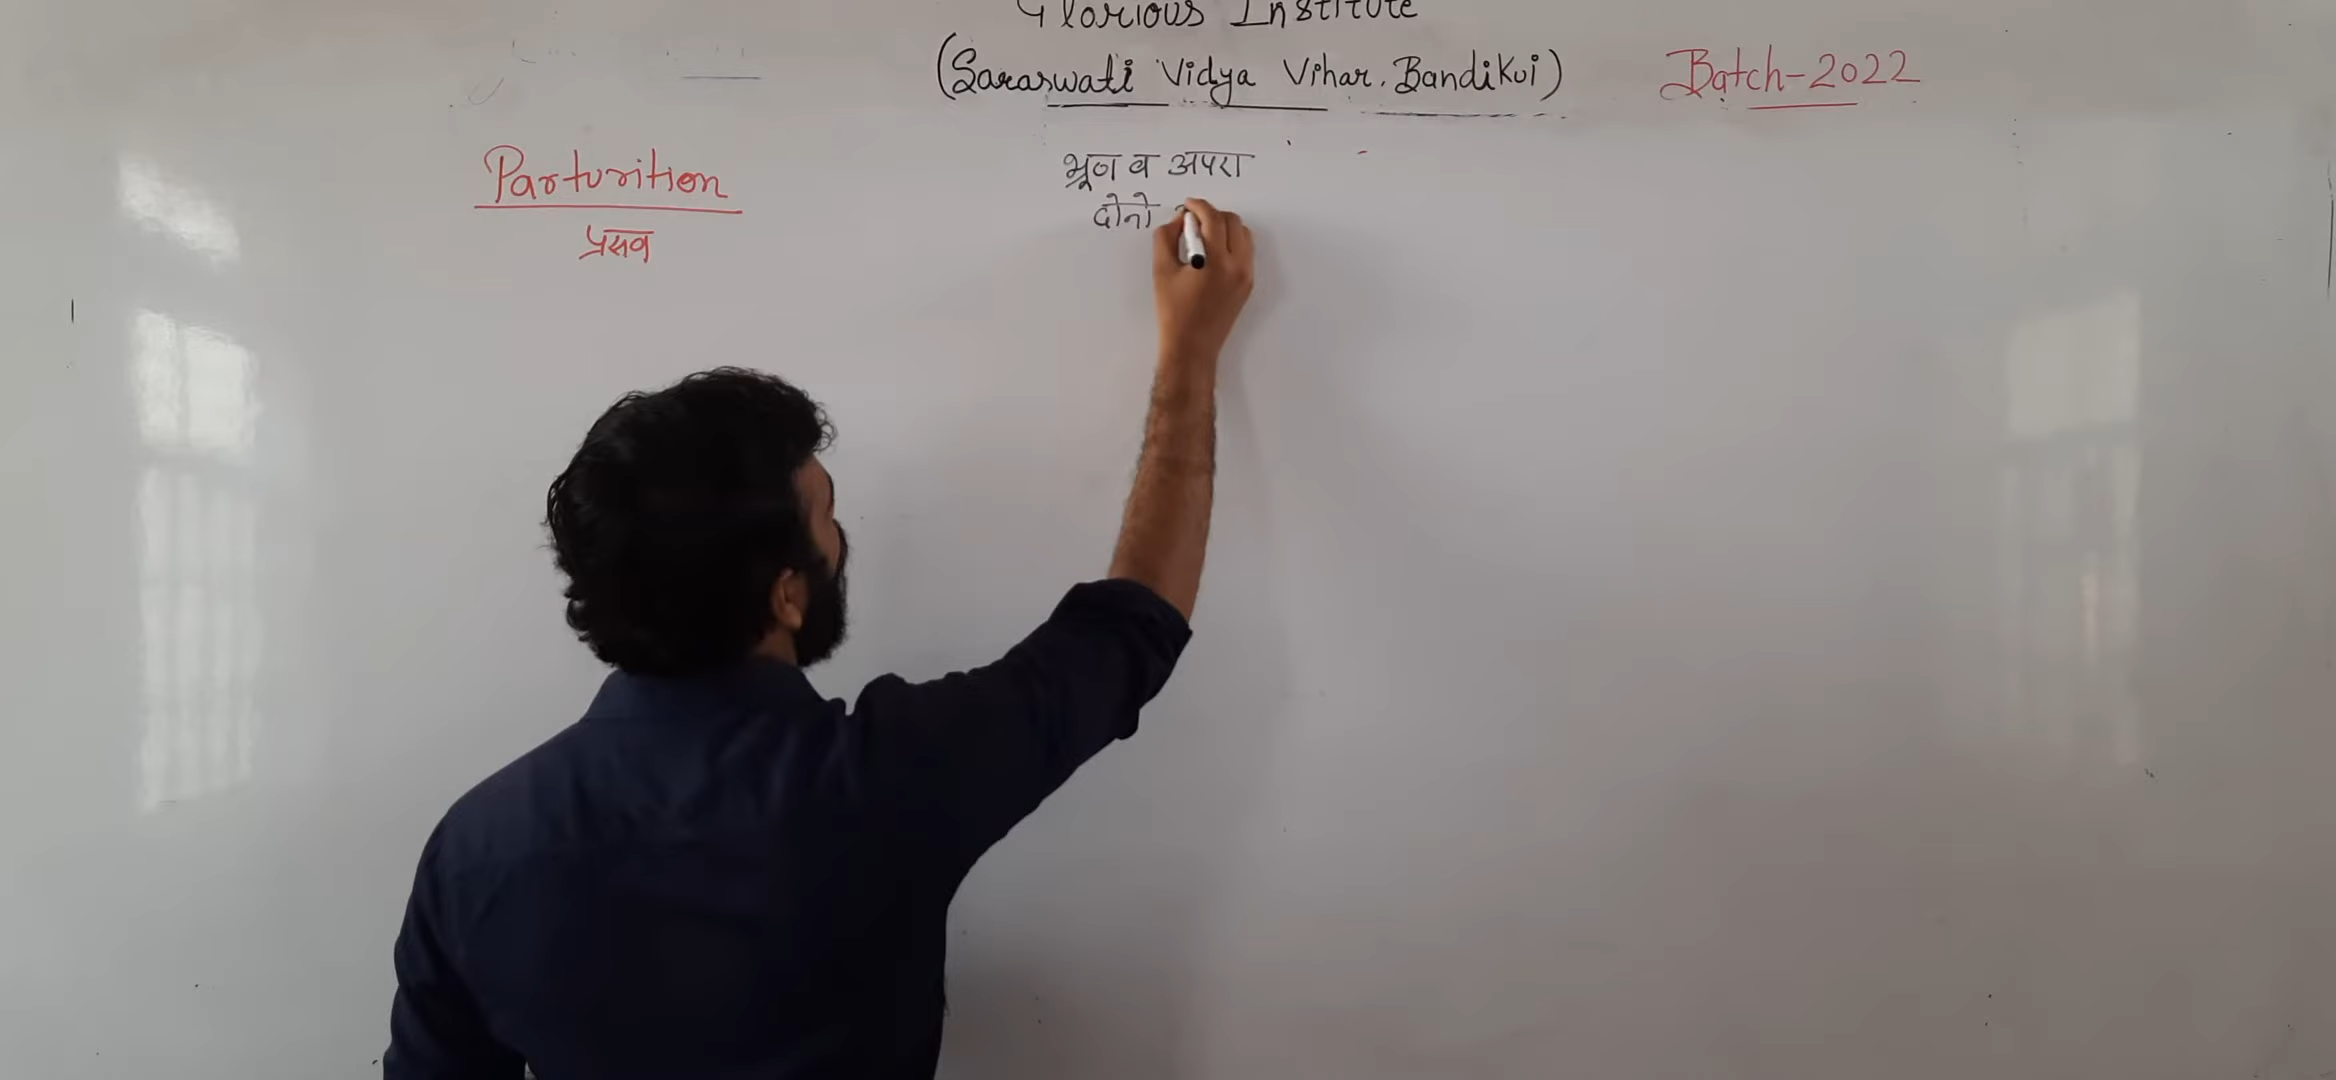 Glorious Institute
(Saraswati Vidya Vihar, Bandikui)
Batch-2022
Parturition
प्रसव
भ्रूण व अपरा
दोनो